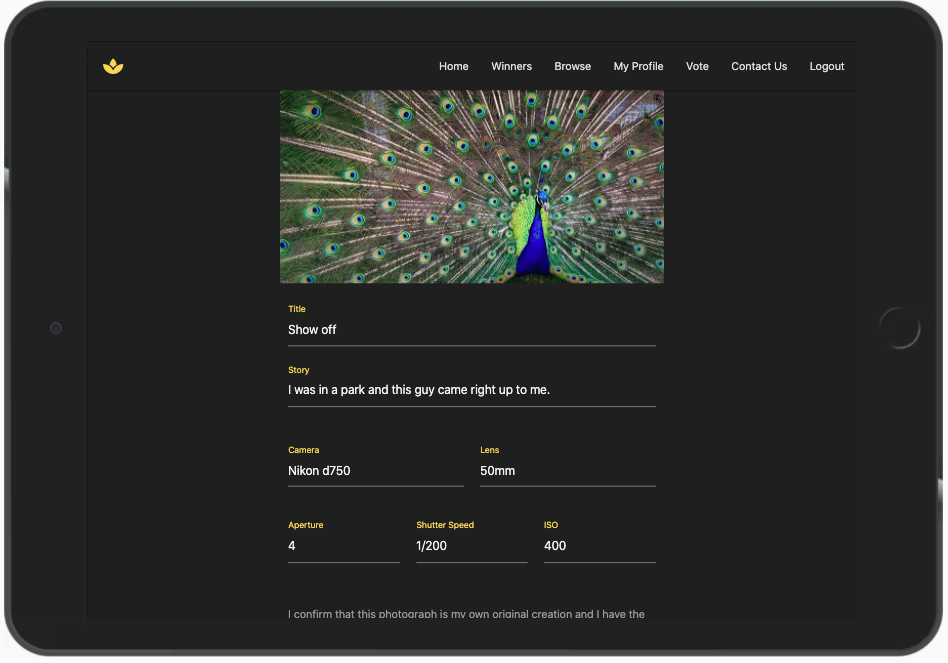 Home Winners Browse My Profile Vote Contact Us Logout
Title
Show off
Story
I was in a park and this guy came right up to me.
Camera Lens
Nikon d750 50mm
Aperture Shutter Speed ISO
4 1/200 400
I confirm that this photograph is my own original creation and I have the